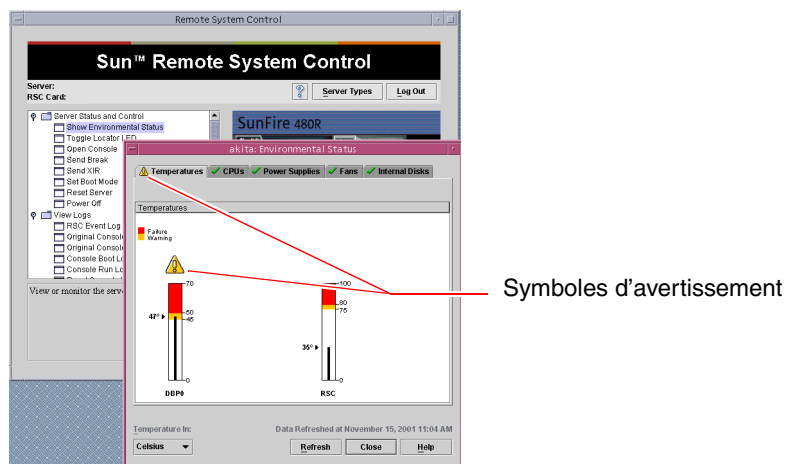 Remote System Control
Sun™ Remote System Control
Server:
RSC Card:
Server Types
Log Out
Server Status and Control
Show Environmental Status
Toggle Locator LED
Open Console
Send Break
Send XIR
Set Boot Mode
Reset Server
Power Off
View Logs
RSC Event Log
Original Consol
Original Consol
Console Boot Lo
Console Run Lo
View or monitor the serve
SunFire 480R
akita: Environmental Status
Temperatures
CPUs
Power Supplies
Fans
Internal Disks
Temperatures
Failure
Warning
70
50
45
47°
0
DBP0
100
80
75
36°
0
RSC
Symboles d'avertissement
Temperature In:
Data Refreshed at November 15, 2001 11:04 AM
Celsius
Refresh
Close
Help